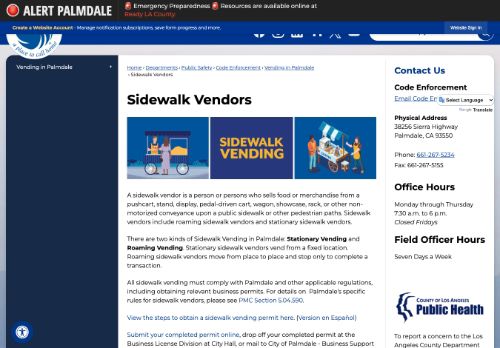 ALERT PALMDALE
🚨 Emergency Preparedness 🚨 Resources are available online at
Ready LA County.
Create a Website Account - Manage notification subscriptions, save form progress and more.
Website Sign In
a place to call home
Vending in Palmdale
Home › Departments › Public Safety › Code Enforcement › Vending in Palmdale
› Sidewalk Vendors
Sidewalk Vendors
SIDEWALK
VENDING
A sidewalk vendor is a person or persons who sells food or merchandise from a
pushcart, stand, display, pedal-driven cart, wagon, showcase, rack, or other non-
motorized conveyance upon a public sidewalk or other pedestrian paths. Sidewalk
vendors include roaming sidewalk vendors and stationary sidewalk vendors.
There are two kinds of Sidewalk Vending in Palmdale: Stationary Vending and
Roaming Vending. Stationary sidewalk vendors vend from a fixed location.
Roaming sidewalk vendors move from place to place and stop only to complete a
transaction.
All sidewalk vending must comply with Palmdale and other applicable regulations,
including obtaining relevant business permits. For details on Palmdale's specific
rules for sidewalk vendors, please see PMC Section 5.04.590.
View the steps to obtain a sidewalk vending permit here. (Version en Español)
Submit your completed permit online, drop off your completed permit at the
Business License Division at City Hall, or mail to City of Palmdale - Business Support
Contact Us
Code Enforcement
Email Code En
Select Language
Google Translate
Physical Address
38256 Sierra Highway
Palmdale, CA 93550
Phone: 661-267-5234
Fax: 661-267-5155
Office Hours
Monday through Thursday
7:30 a.m. to 6 p.m.
Closed Fridays
Field Officer Hours
Seven Days a Week
COUNTY OF LOS ANGELES
Public Health
To report a concern to the Los
Angeles County Department